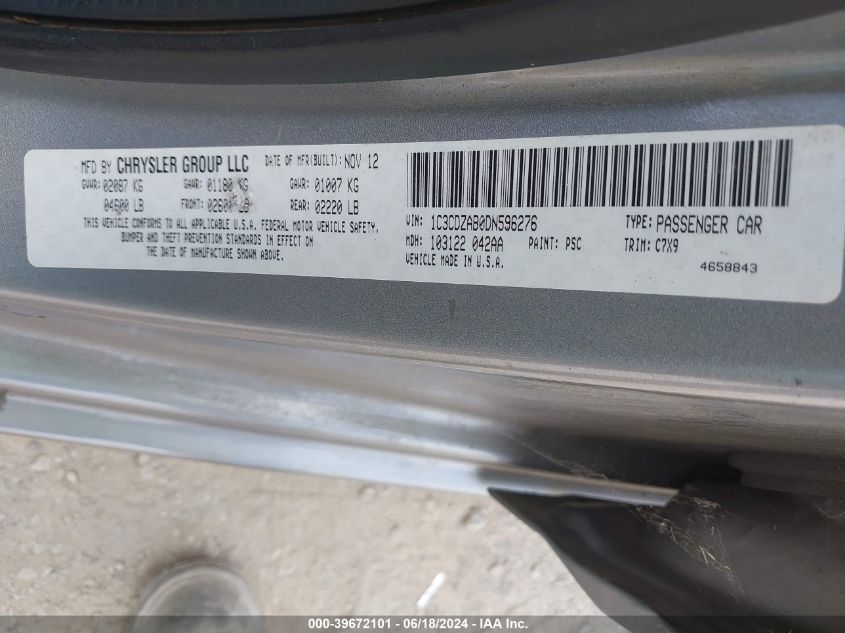 MFD BY CHRYSLER GROUP LLC DATE OF MFR(BUILT): NOV 12
GVWR: 02087 KG GAWR: 01180 KG GAWR: 01007 KG
04600 LB FRONT: 02600 LB REAR: 02220 LB
THIS VEHICLE CONFORMS TO ALL APPLICABLE U.S.A. FEDERAL MOTOR VEHICLE SAFETY,
BUMPER AND THEFT PREVENTION STANDARDS IN EFFECT ON
THE DATE OF MANUFACTURE SHOWN ABOVE.
VIN: 1C3CDZAB0DN596276 TYPE: PASSENGER CAR
MDH: 103122 042AA PAINT: PSC TRIM: C7X9
VEHICLE MADE IN U.S.A. 4658843
000-39672101 - 06/18/2024 - IAA Inc.